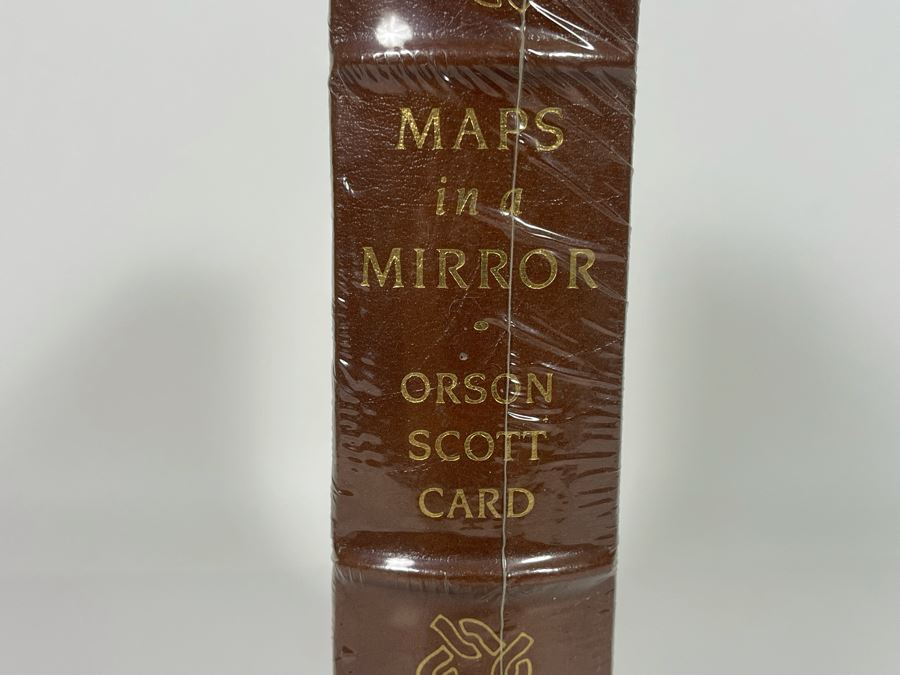 MAPS
in a
MIRROR
•
ORSON
SCOTT
CARD